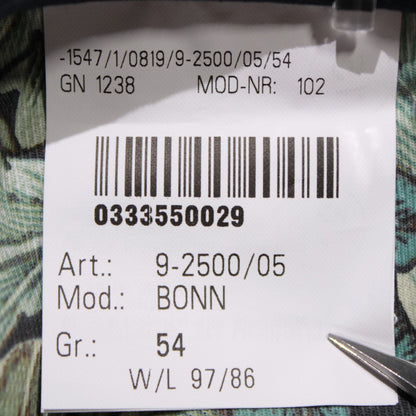 -1547/1/0819/9-2500/05/54
GN 1238 MOD-NR: 102
0333550029
Art.: 9-2500/05
Mod.: BONN
Gr.: 54
W/L 97/86